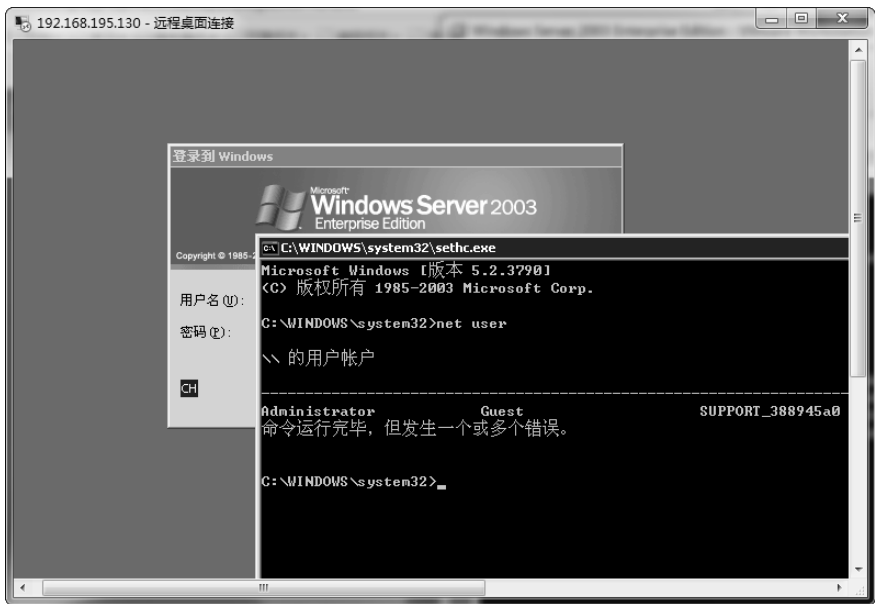 192.168.195.130 - 远程桌面连接
登录到 Windows
Microsoft
Windows Server 2003
Enterprise Edition
Copyright © 1985-
用户名(U):
密码(P):
CH
C:\WINDOWS\system32\sethc.exe
Microsoft Windows [版本 5.2.3790]
(C) 版权所有 1985-2003 Microsoft Corp.
C:\WINDOWS\system32>net user
\\ 的用户帐户
-------------------------------------------------------------------------------
Administrator Guest SUPPORT_388945a0
命令运行完毕，但发生一个或多个错误。
C:\WINDOWS\system32>_